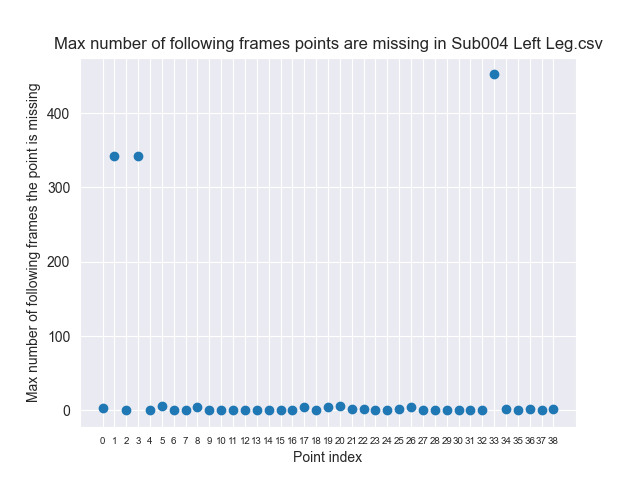 Max number of following frames points are missing in Sub004 Left Leg.csv
Max number of following frames the point is missing
400
300
200
100
0
0 1 2 3 4 5 6 7 8 9 10 11 12 13 14 15 16 17 18 19 20 21 22 23 24 25 26 27 28 29 30 31 32 33 34 35 36 37 38
Point index